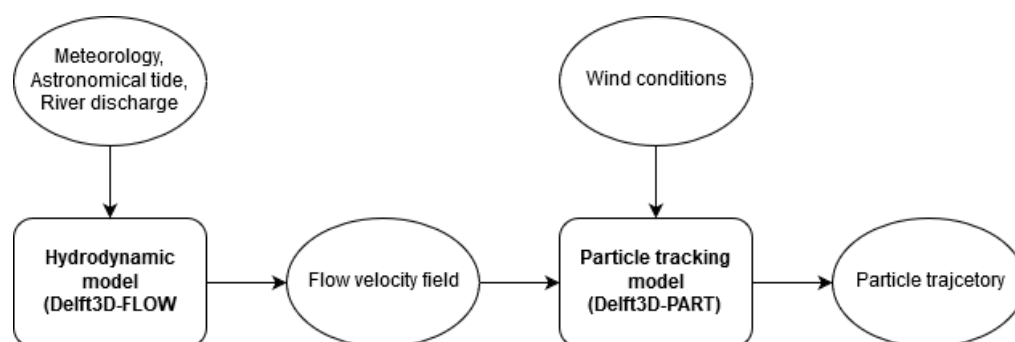 Meteorology,
Astronomical tide,
River discharge
Wind conditions
Hydrodynamic
model
(Delft3D-FLOW
Flow velocity field
Particle tracking
model
(Delft3D-PART)
Particle trajcetory